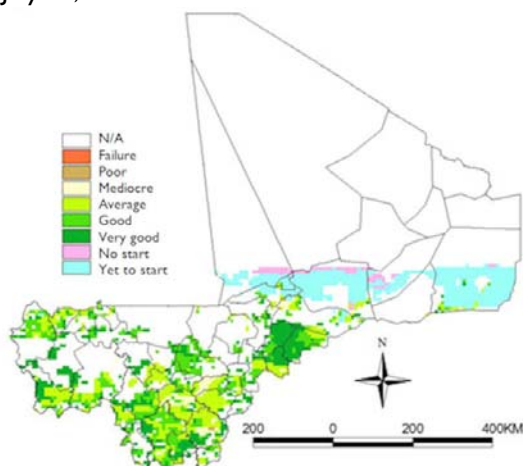 N/A
Failure
Poor
Mediocre
Average
Good
Very good
No start
Yet to start
N
200 0 200 400KM